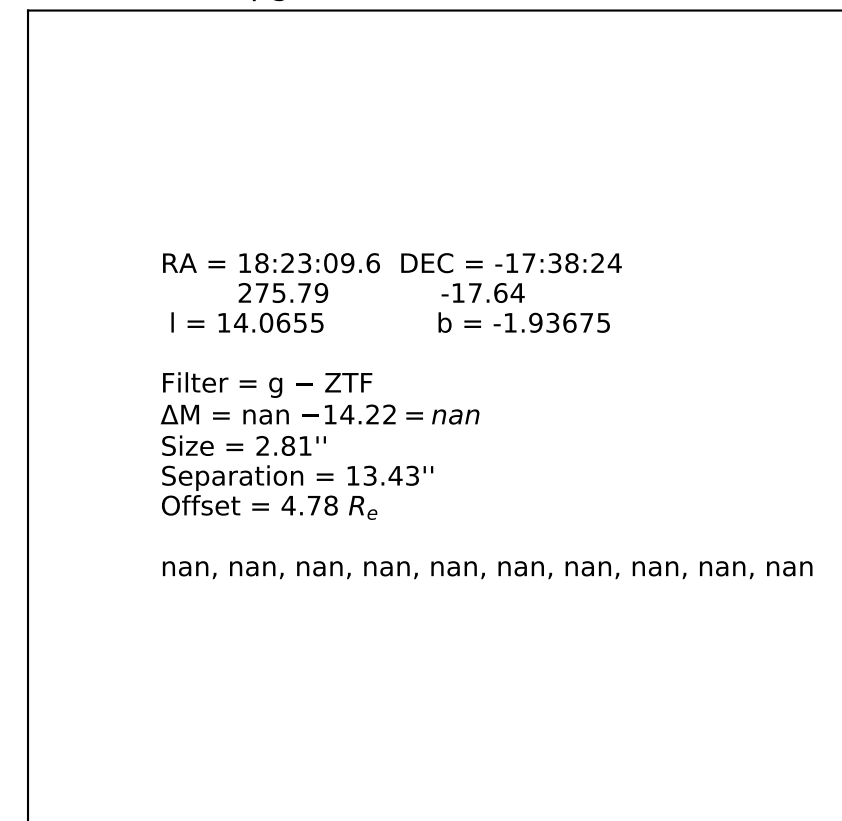 RA = 18:23:09.6 DEC = -17:38:24
275.79 -17.64
l = 14.0655 b = -1.93675
Filter = g − ZTF
ΔM = nan −14.22 = nan
Size = 2.81''
Separation = 13.43''
Offset = 4.78 Re
nan, nan, nan, nan, nan, nan, nan, nan, nan, nan